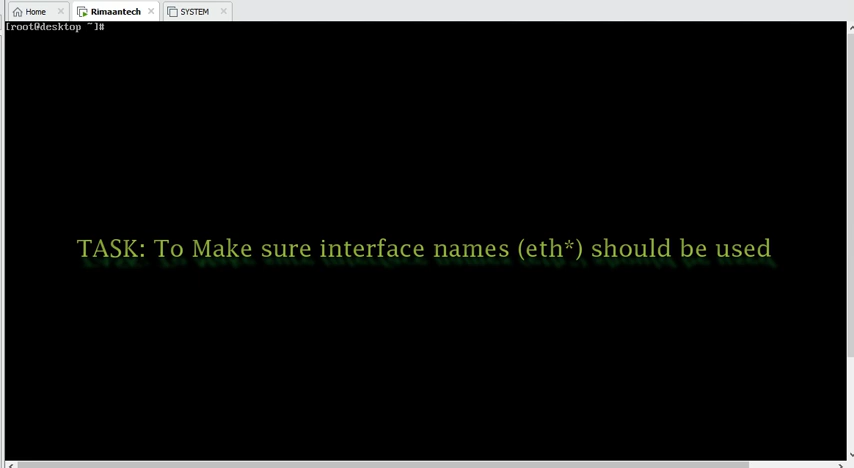 Home
Rimaantech
SYSTEM
[root@desktop ~]#
TASK: To Make sure interface names (eth*) should be used